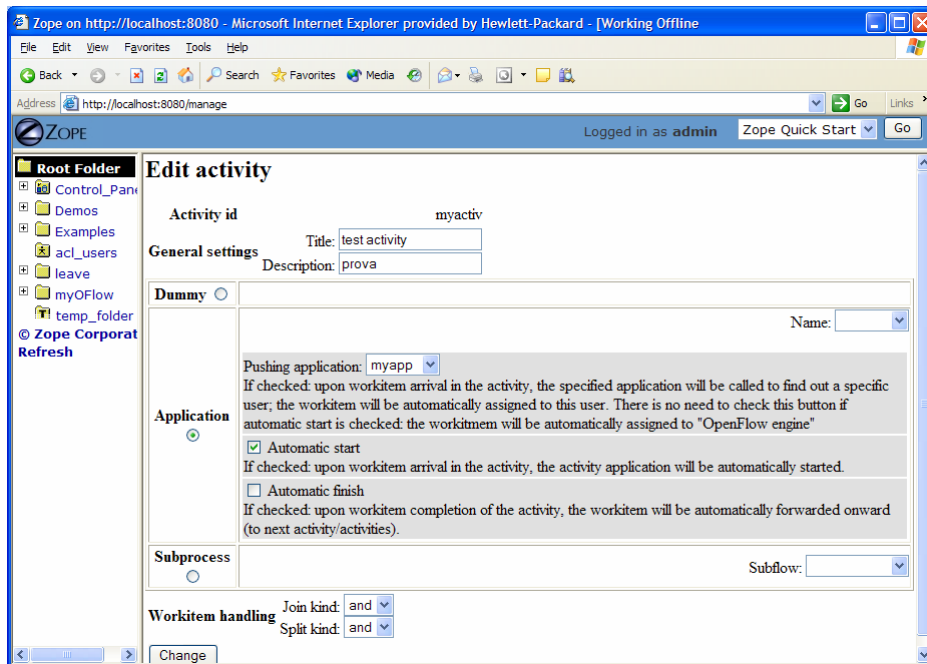 Zope on http://localhost:8080 - Microsoft Internet Explorer provided by Hewlett-Packard - [Working Offline
File Edit View Favorites Tools Help
Back Search Favorites Media
Address http://localhost:8080/manage Go Links
ZOPE Logged in as admin Zope Quick Start Go
Root Folder
Control_Pan
Demos
Examples
acl_users
leave
myOFlow
temp_folder
© Zope Corporat
Refresh
Edit activity
Activity id myactiv
General settings
Title: test activity
Description: prova
Dummy
Application
Name:
Pushing application: myapp
If checked: upon workitem arrival in the activity, the specified application will be called to find out a specific
user; the workitem will be automatically assigned to this user. There is no need to check this button if
automatic start is checked: the workitmem will be automatically assigned to "OpenFlow engine"
Automatic start
If checked: upon workitem arrival in the activity, the activity application will be automatically started.
Automatic finish
If checked: upon workitem completion of the activity, the workitem will be automatically forwarded onward
(to next activity/activities).
Subprocess
Subflow:
Workitem handling
Join kind: and
Split kind: and
Change